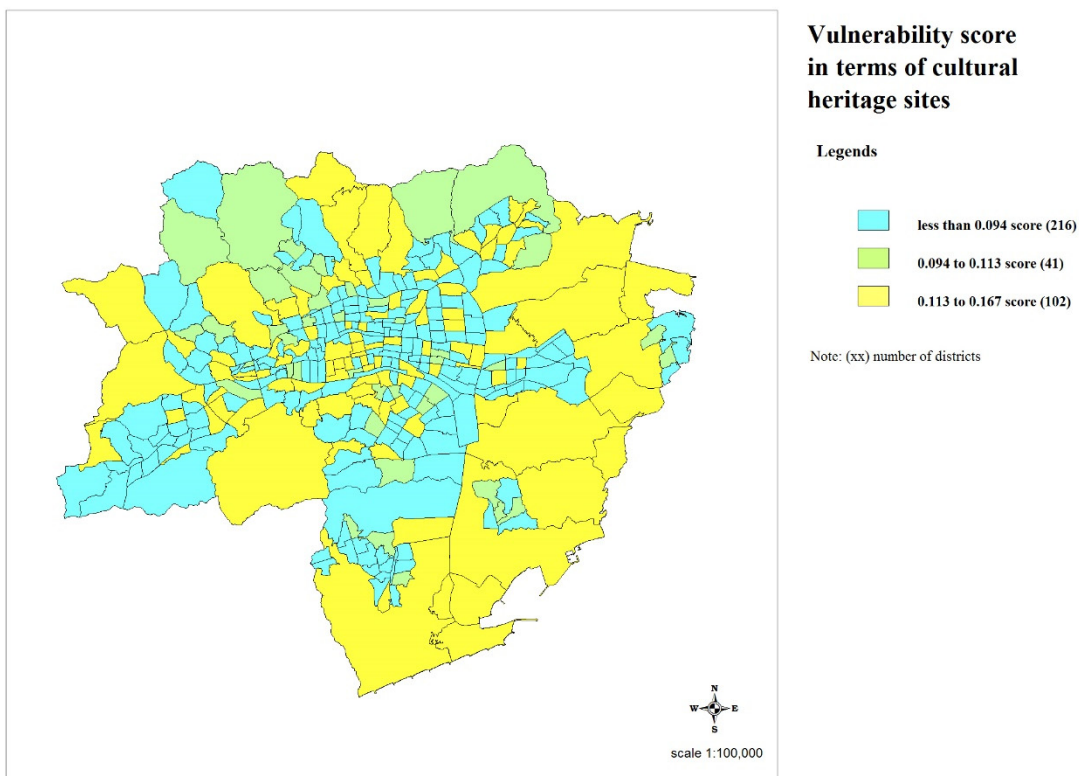 Vulnerability score
in terms of cultural
heritage sites
Legends
less than 0.094 score (216)
0.094 to 0.113 score (41)
0.113 to 0.167 score (102)
Note: (xx) number of districts
N
W E
S
scale 1:100,000